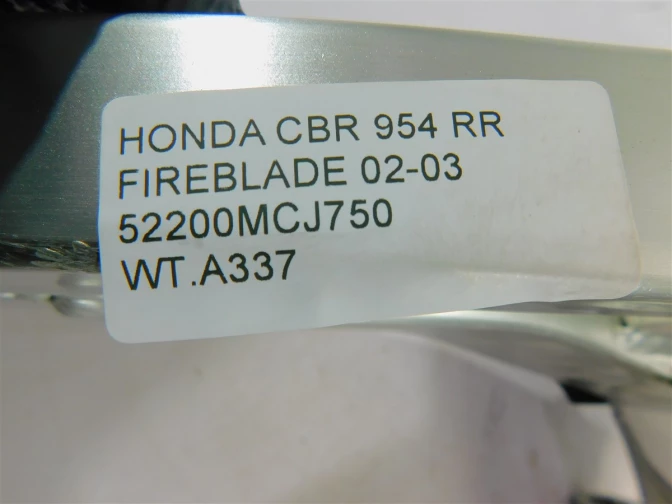 HONDA CBR 954 RR
FIREBLADE 02-03
52200MCJ750
WT.A337